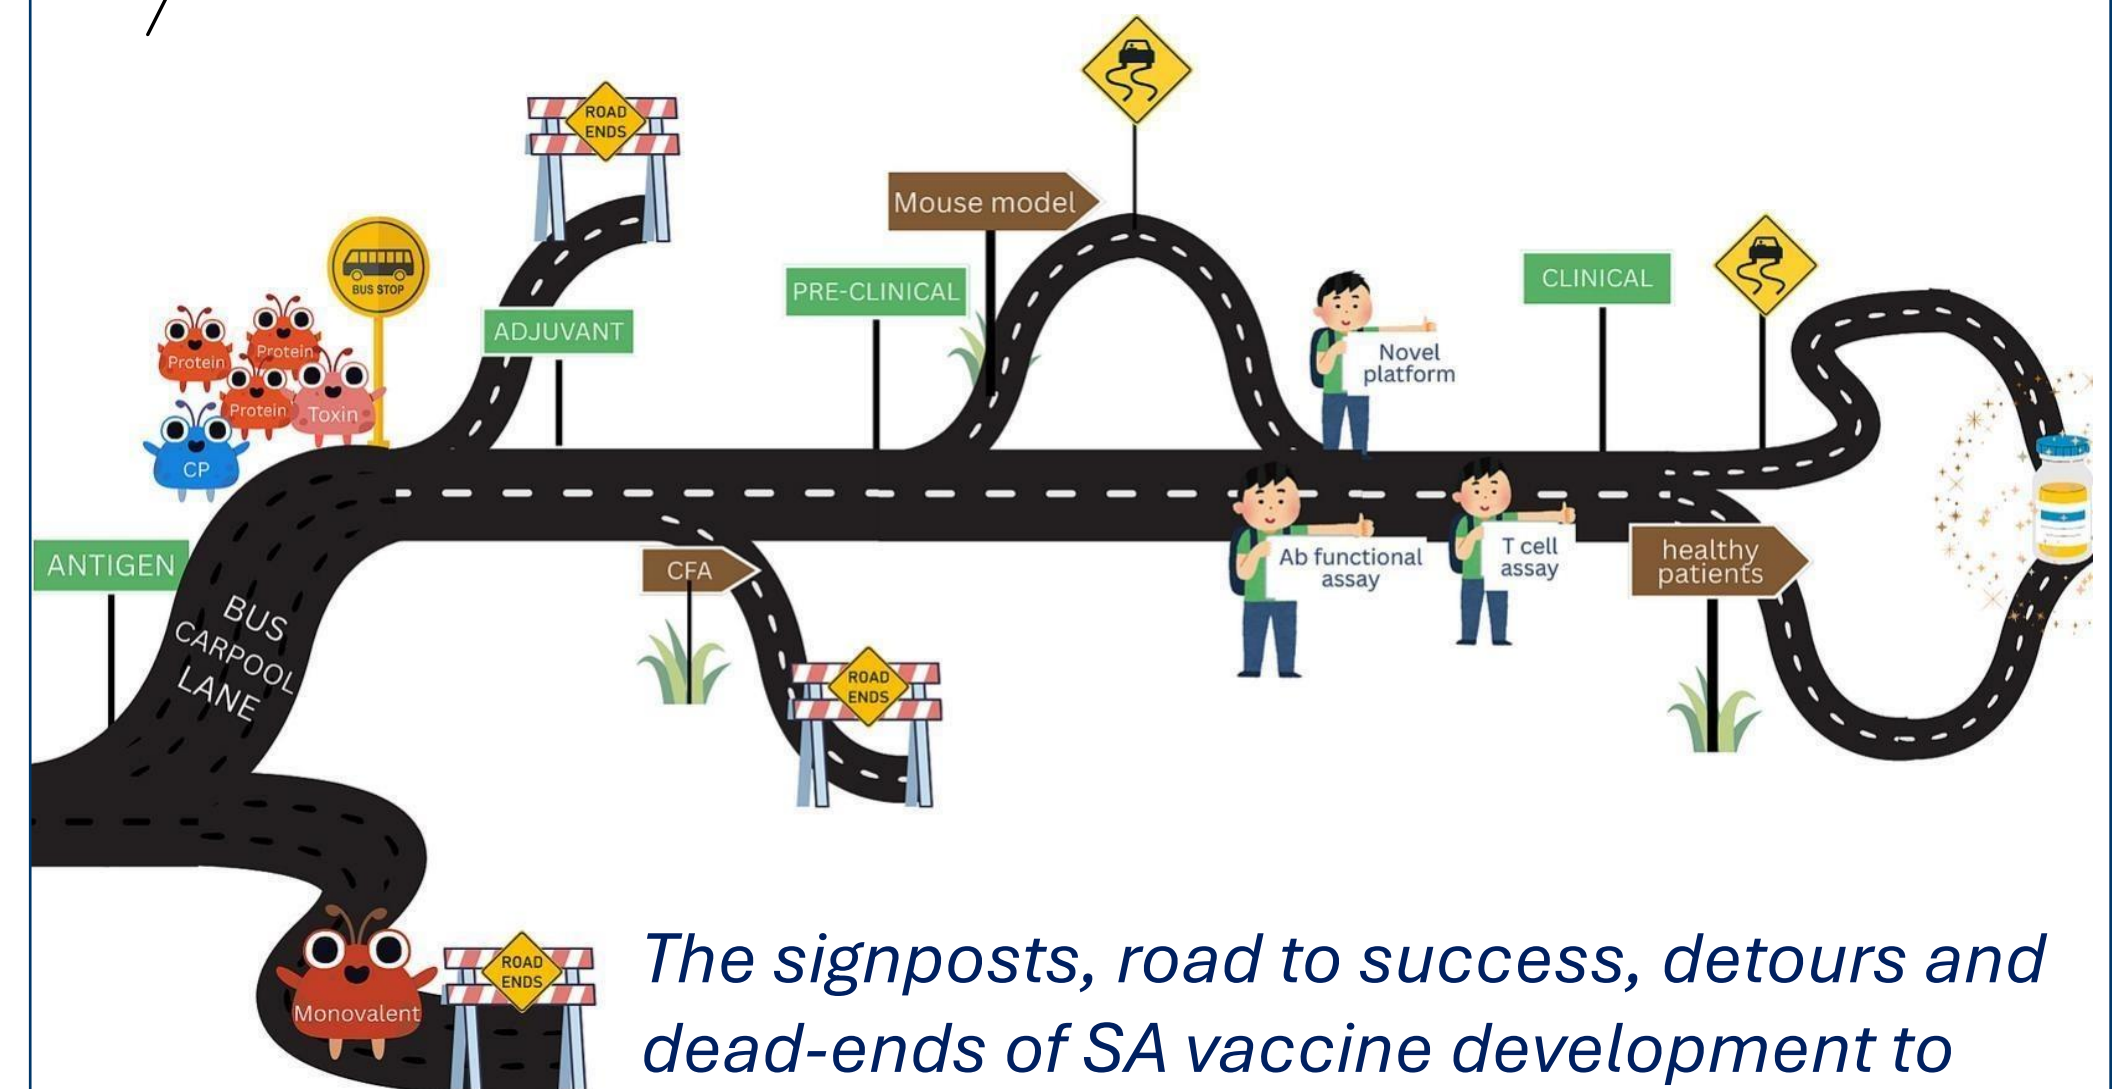 ROAD
ENDS
Mouse model
BUS STOP
PRE-CLINICAL
CLINICAL
ADJUVANT
Protein
Protein
Protein
Toxin
CP
Novel
platform
ANTIGEN
BUS
CARPOOL
LANE
CFA
Ab functional
assay
T cell
assay
healthy
patients
ROAD
ENDS
Monovalent
ROAD
ENDS
The signposts, road to success, detours and
dead-ends of SA vaccine development to